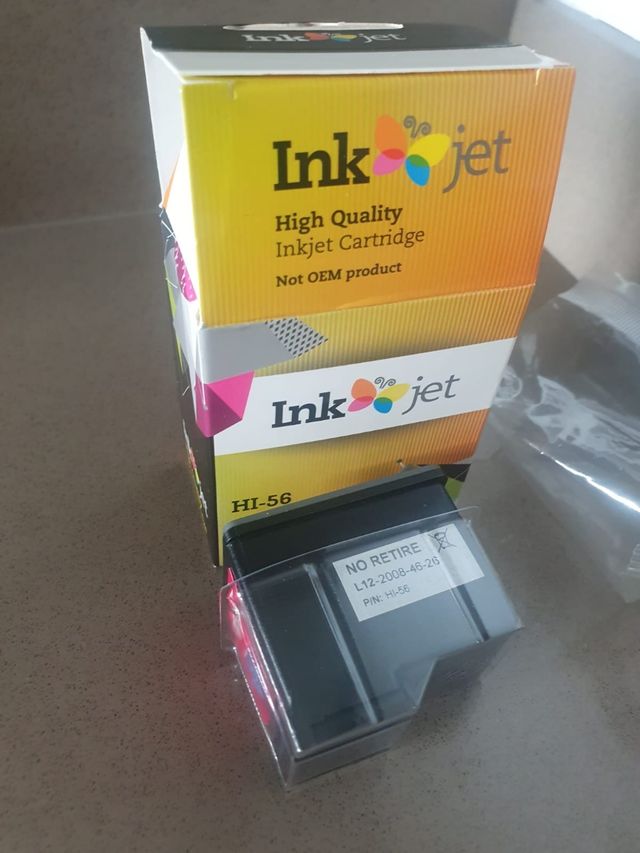 Ink jet
Ink jet
High Quality
Inkjet Cartridge
Not OEM product
Ink jet
HI-56
NO RETIRE
L12-2008-46-26
P/N: HI-56